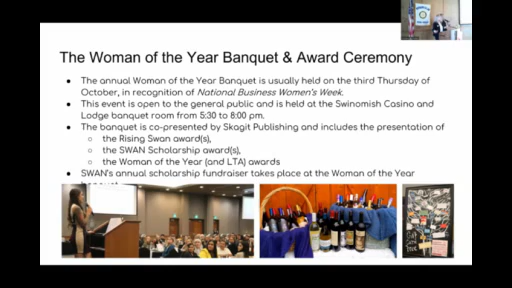 The Woman of the Year Banquet & Award Ceremony
● The annual Woman of the Year Banquet is usually held on the third Thursday of
October, in recognition of National Business Women's Week.
● This event is open to the general public and is held at the Swinomish Casino and
Lodge banquet room from 5:30 to 8:00 pm.
● The banquet is co-presented by Skagit Publishing and includes the presentation of
○ the Rising Swan award(s),
○ the SWAN Scholarship award(s),
○ the Woman of the Year (and LTA) awards
● SWAN's annual scholarship fundraiser takes place at the Woman of the Year